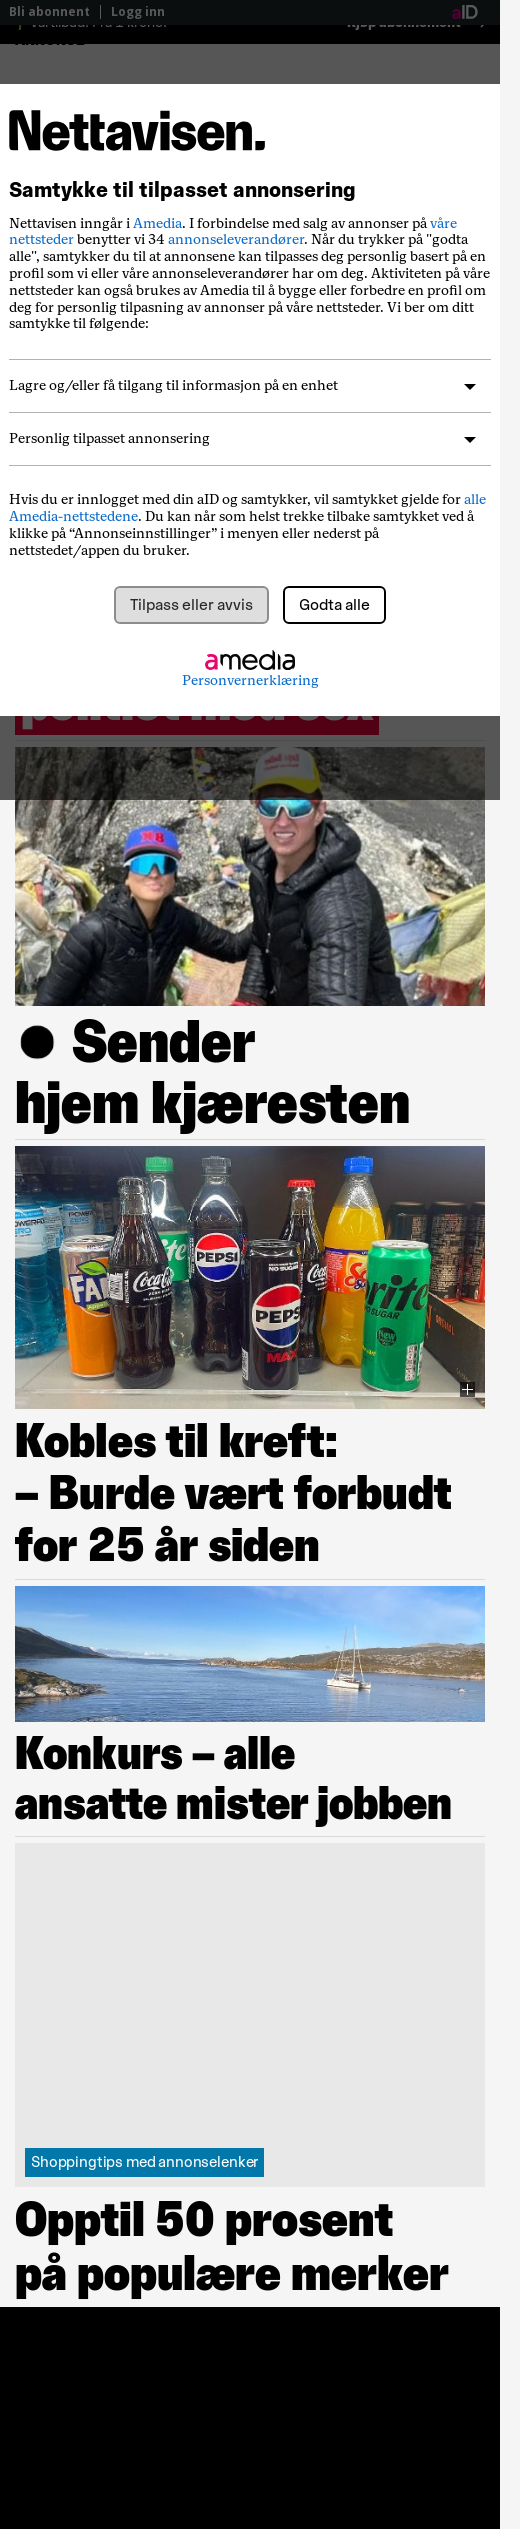 Bli abonnent | Logg inn
aID
Nettavisen.
Samtykke til tilpasset annonsering
Nettavisen inngår i Amedia. I forbindelse med salg av annonser på våre
nettsteder benytter vi 34 annonseleverandører. Når du trykker på "godta
alle", samtykker du til at annonsene kan tilpasses deg personlig basert på en
profil som vi eller våre annonseleverandører har om deg. Aktiviteten på våre
nettsteder kan også brukes av Amedia til å bygge eller forbedre en profil om
deg for personlig tilpasning av annonser på våre nettsteder. Vi ber om ditt
samtykke til følgende:
Lagre og/eller få tilgang til informasjon på en enhet
Personlig tilpasset annonsering
Hvis du er innlogget med din aID og samtykker, vil samtykket gjelde for alle
Amedia-nettstedene. Du kan når som helst trekke tilbake samtykket ved å
klikke på “Annonseinnstillinger” i menyen eller nederst på
nettstedet/appen du bruker.
Tilpass eller avvis
Godta alle
amedia
Personvernerklæring
Sender
hjem kjæresten
PEPSI
Coca-Cola
PEPSI
MAX
Kobles til kreft:
– Burde vært forbudt
for 25 år siden
Konkurs – alle
ansatte mister jobben
Shoppingtips med annonselenker
Opptil 50 prosent
på populære merker